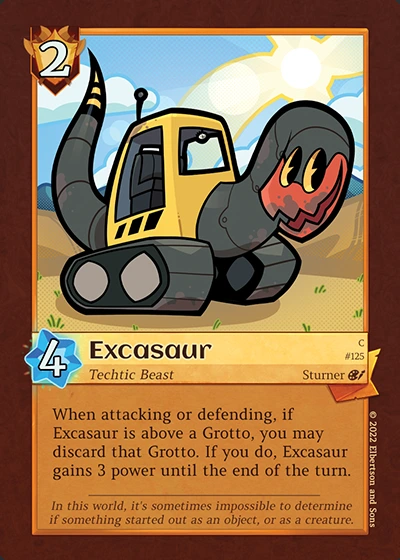 2
4
Excasaur
C
#125
Techtic Beast
Sturner
When attacking or defending, if
Excasaur is above a Grotto, you may
discard that Grotto. If you do, Excasaur
gains 3 power until the end of the turn.
In this world, it's sometimes impossible to determine
if something started out as an object, or as a creature.
© 2022 Elbertson and Sons